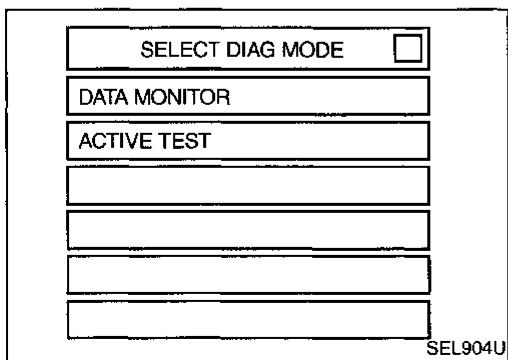 SELECT DIAG MODE
DATA MONITOR
ACTIVE TEST
SEL904U